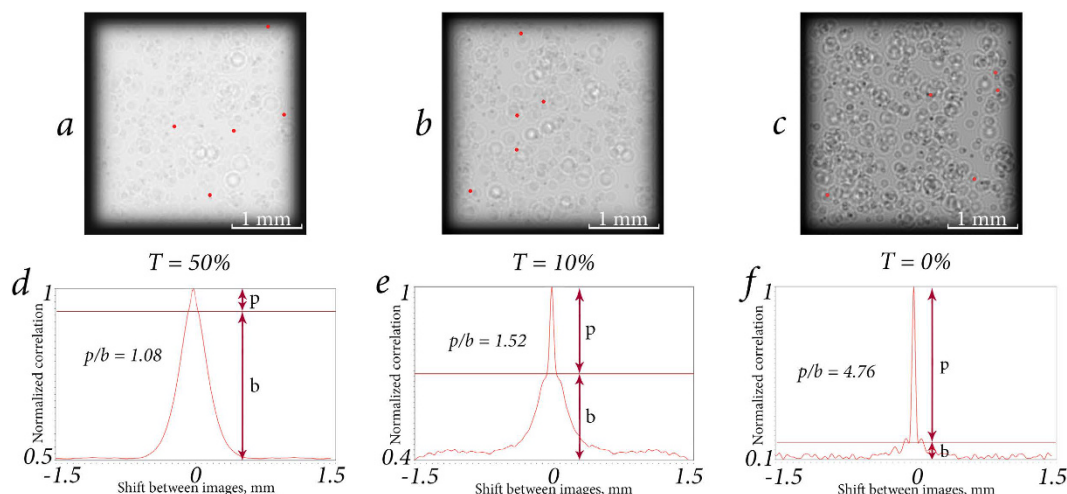 a
1 mm
b
1 mm
c
1 mm
T = 50%
T = 10%
T = 0%
d
1
Normalized correlation
p
p/b = 1.08
b
0.5
-1.5
0
1.5
Shift between images, mm
e
1
Normalized correlation
p/b = 1.52
p
b
0.4
-1.5
0
1.5
Shift between images, mm
f
1
Normalized correlation
p/b = 4.76
p
b
0.1
-1.5
0
1.5
Shift between images, mm